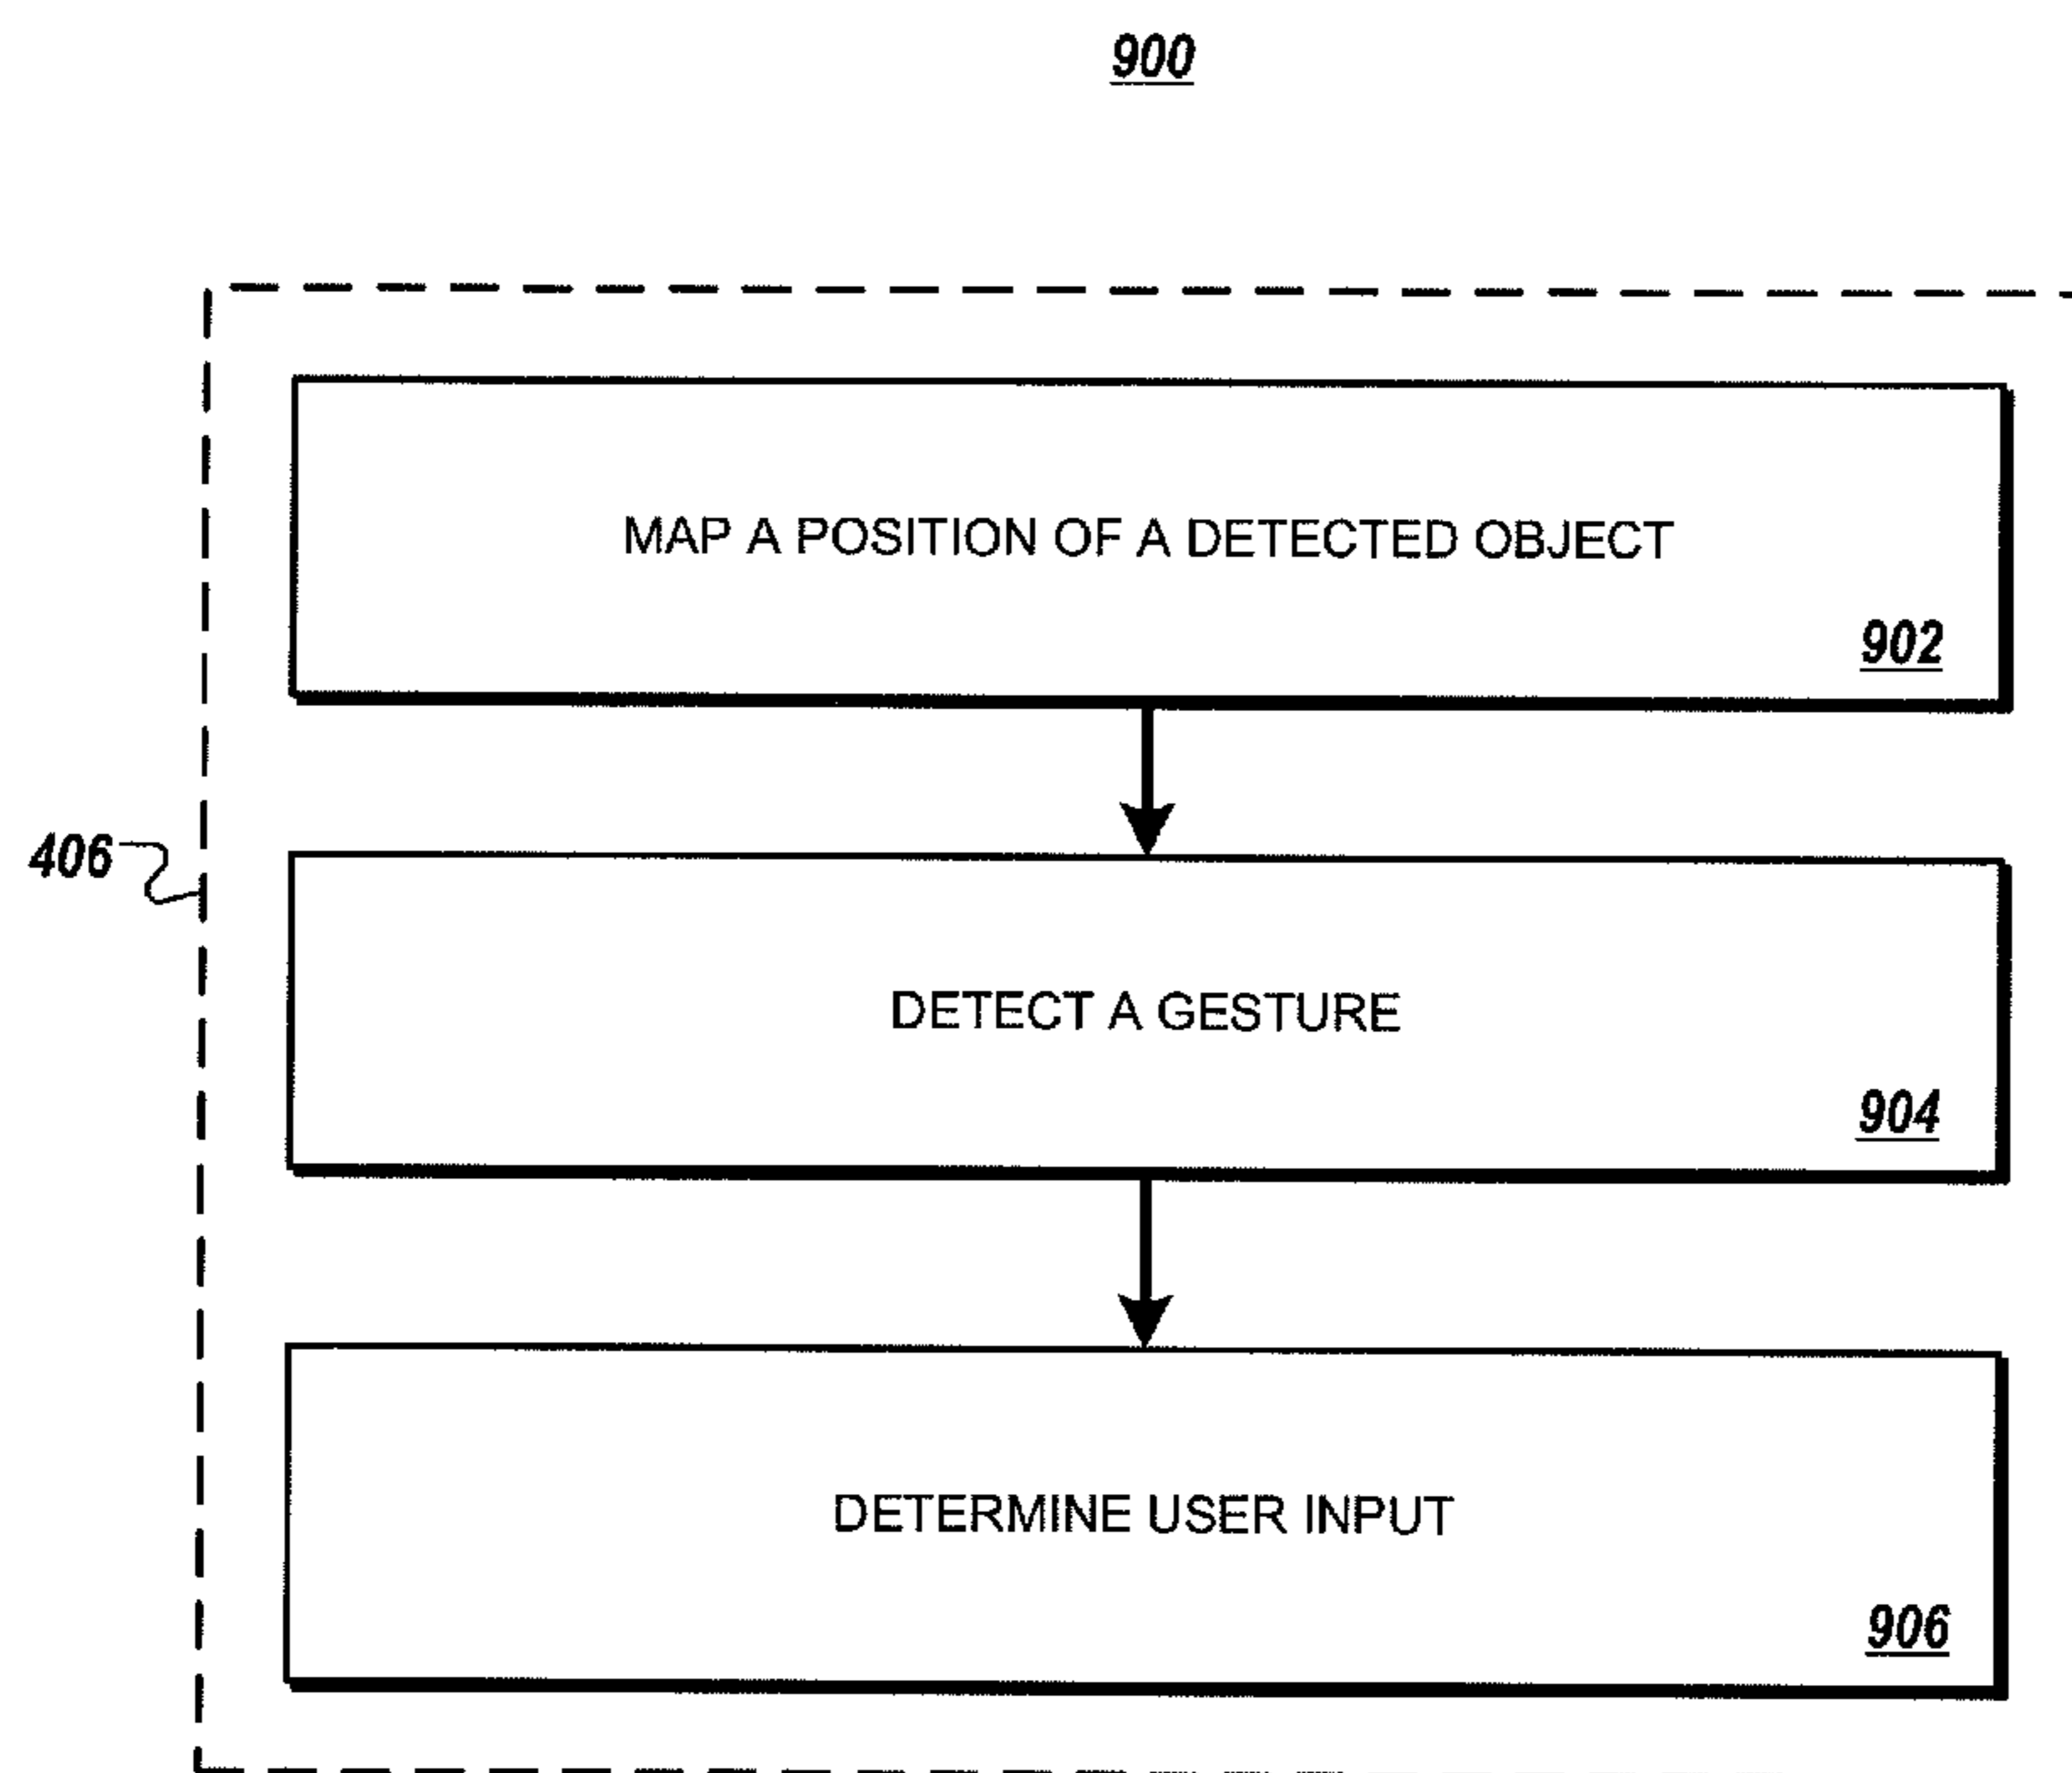 900
MAP A POSITION OF A DETECTED OBJECT
902
406
DETECT A GESTURE
904
DETERMINE USER INPUT
906